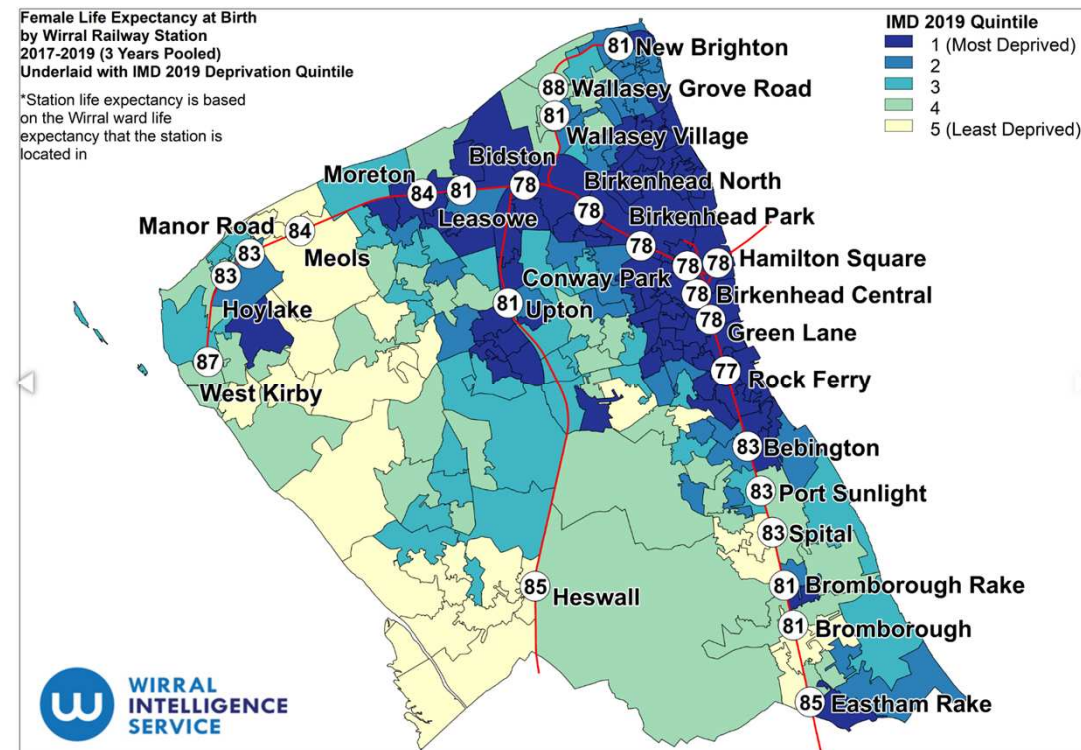 Female Life Expectancy at Birth
by Wirral Railway Station
2017-2019 (3 Years Pooled)
Underlaid with IMD 2019 Deprivation Quintile
*Station life expectancy is based
on the Wirral ward life
expectancy that the station is
located in
IMD 2019 Quintile
1 (Most Deprived)
2
3
4
5 (Least Deprived)
81 New Brighton
88 Wallasey Grove Road
81
Wallasey Village
Bidston
78
Moreton
84
81
Leasowe
Birkenhead North
78
Birkenhead Park
78
Manor Road
83
84
Meols
83
Hoylake
87
West Kirby
Conway Park
78
78 Hamilton Square
78 Birkenhead Central
78
Green Lane
81 Upton
77
Rock Ferry
83 Bebington
83 Port Sunlight
83 Spital
85 Heswall
81 Bromborough Rake
81 Bromborough
85 Eastham Rake
W
WIRRAL
INTELLIGENCE
SERVICE